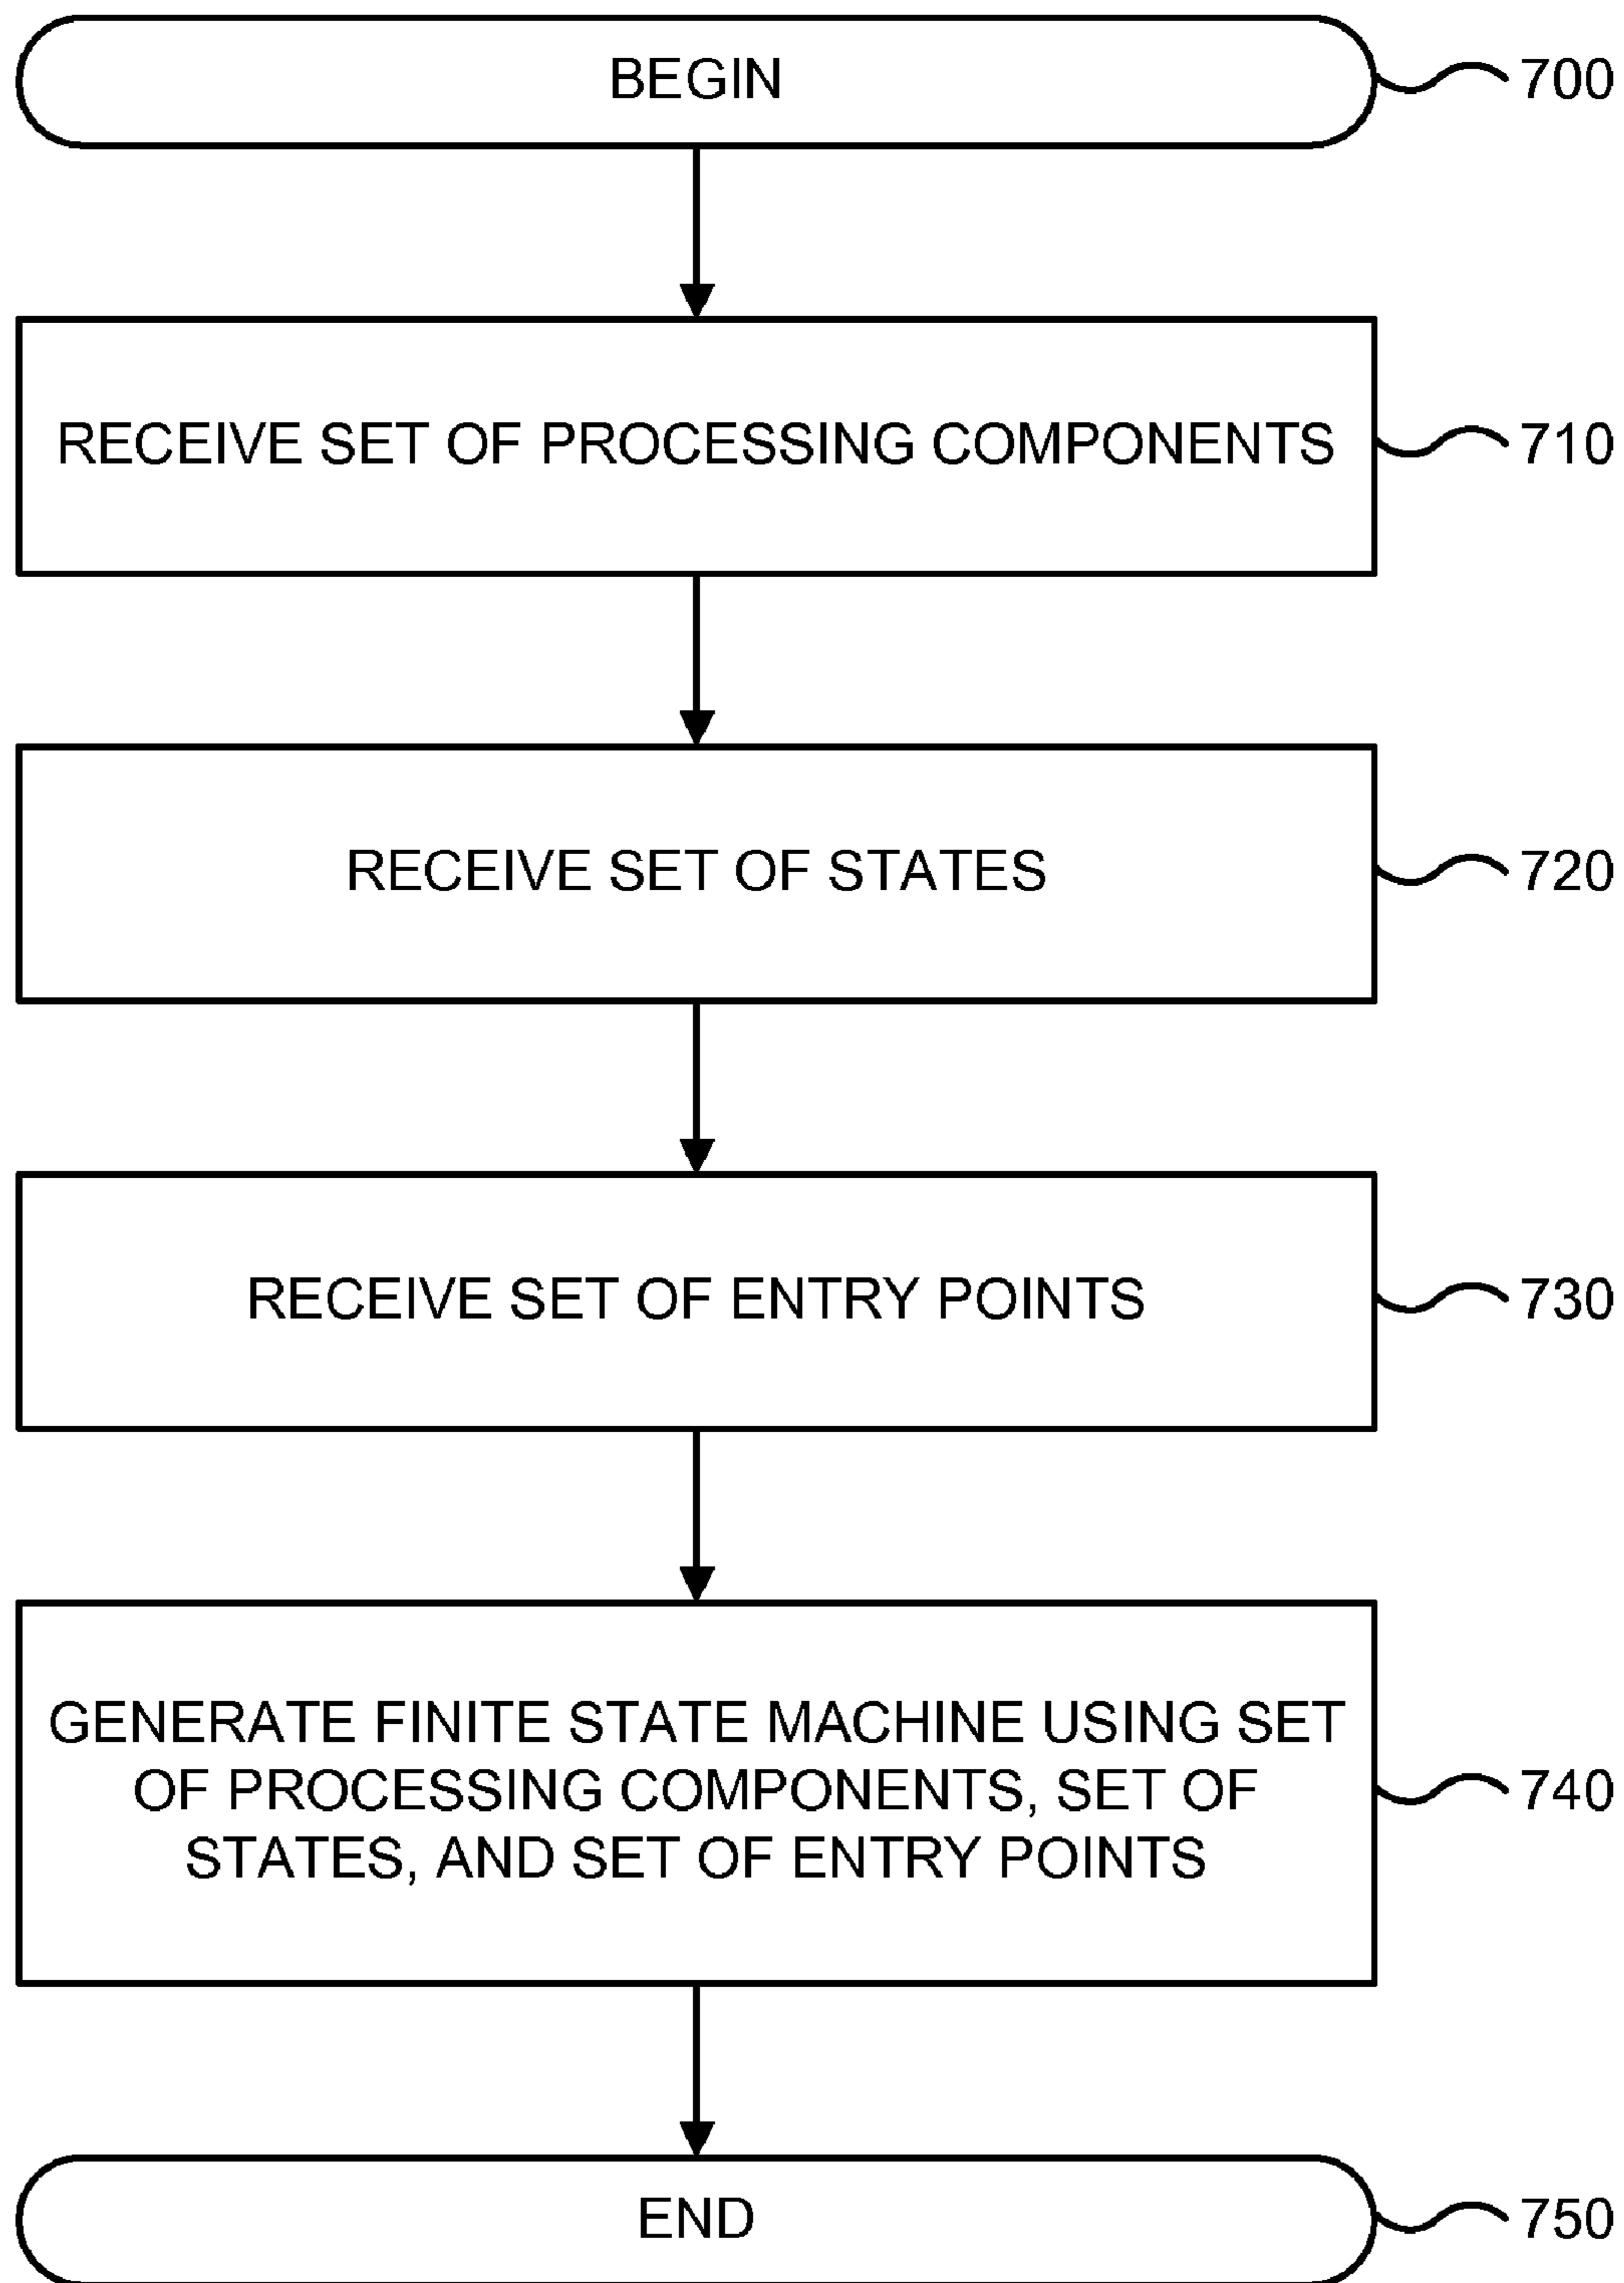 BEGIN
700
RECEIVE SET OF PROCESSING COMPONENTS
710
RECEIVE SET OF STATES
720
RECEIVE SET OF ENTRY POINTS
730
GENERATE FINITE STATE MACHINE USING SET
OF PROCESSING COMPONENTS, SET OF
STATES, AND SET OF ENTRY POINTS
740
END
750